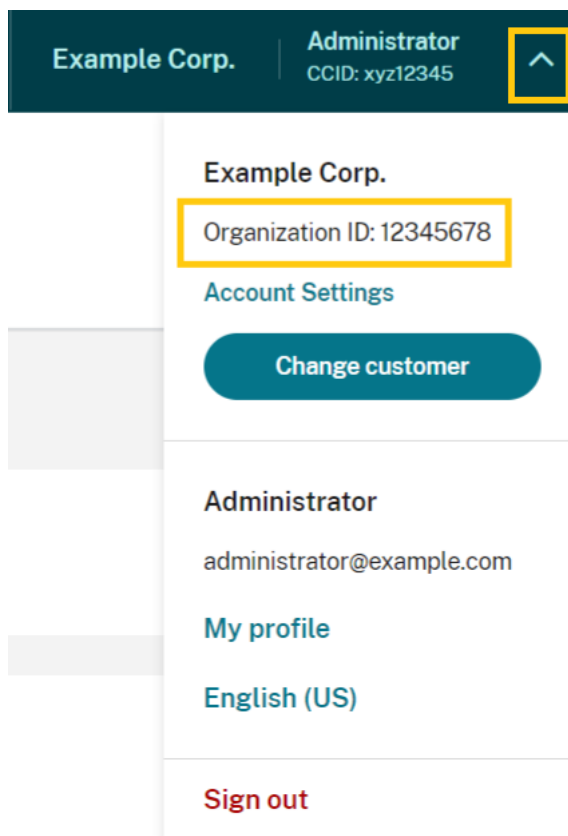 Example Corp.
Administrator
CCID: xyz12345
Example Corp.
Organization ID: 12345678
Account Settings
Change customer
Administrator
administrator@example.com
My profile
English (US)
Sign out